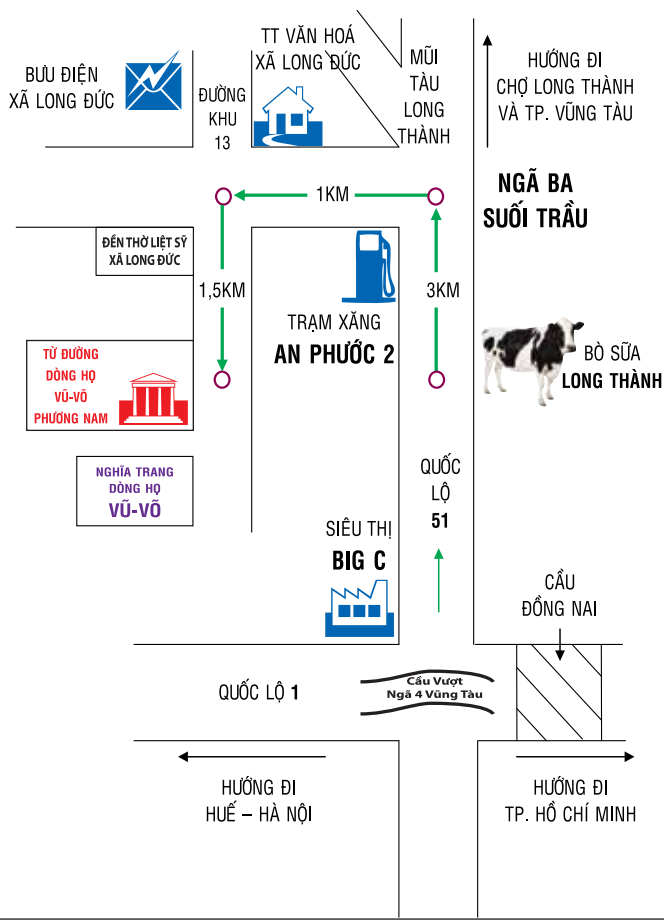 BƯU ĐIỆN
XÃ LONG ĐỨC
ĐƯỜNG
KHU
13
TT VĂN HOÁ
XÃ LONG ĐỨC
MŨI
TÀU
LONG
THÀNH
HƯỚNG ĐI
CHỢ LONG THÀNH
VÀ TP. VŨNG TÀU
NGÃ BA
SUỐI TRẦU
1KM
ĐỀN THỜ LIỆT SỸ
XÃ LONG ĐỨC
1,5KM
3KM
TRẠM XĂNG
AN PHƯỚC 2
BÒ SỮA
LONG THÀNH
TỪ ĐƯỜNG
DÒNG HỌ
VŨ-VÕ
PHƯƠNG NAM
NGHĨA TRANG
DÒNG HỌ
VŨ-VÕ
QUỐC
LỘ
51
SIÊU THỊ
BIG C
CẦU
ĐỒNG NAI
QUỐC LỘ 1
Cầu Vượt
Ngã 4 Vũng Tàu
HƯỚNG ĐI
HUẾ – HÀ NỘI
HƯỚNG ĐI
TP. HỒ CHÍ MINH